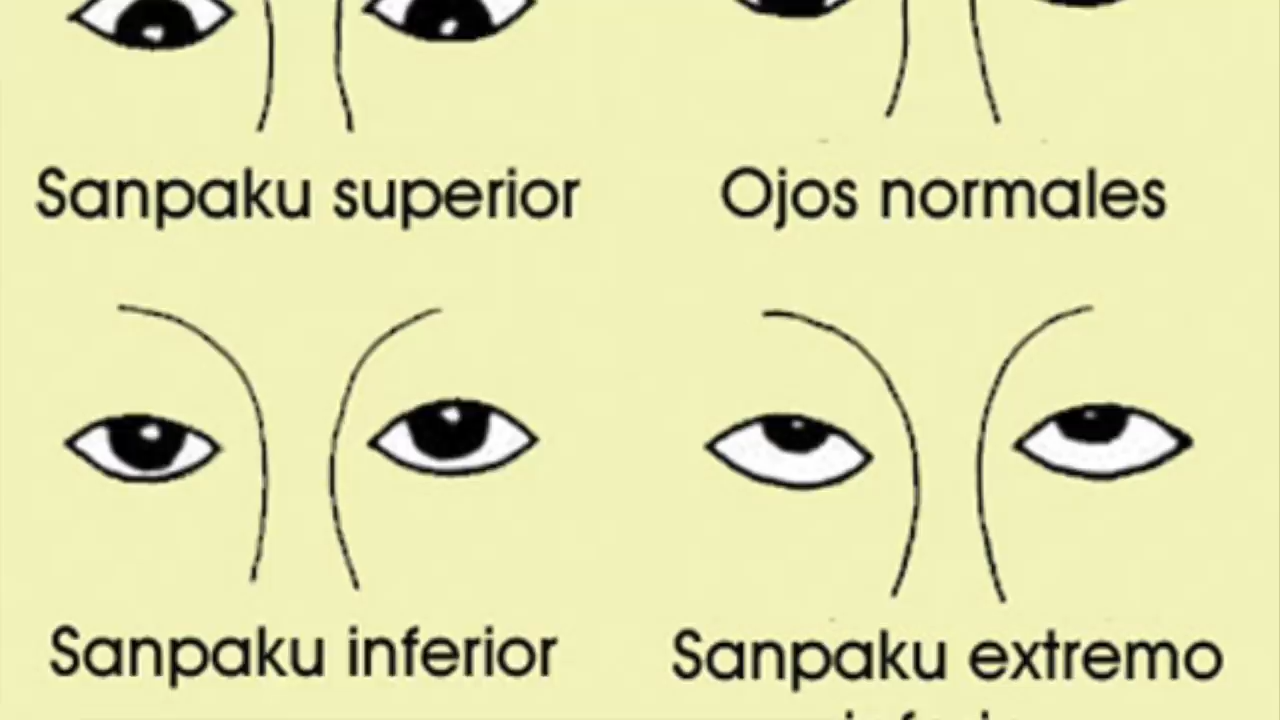 Sanpaku superior
Ojos normales
Sanpaku inferior
Sanpaku extremo